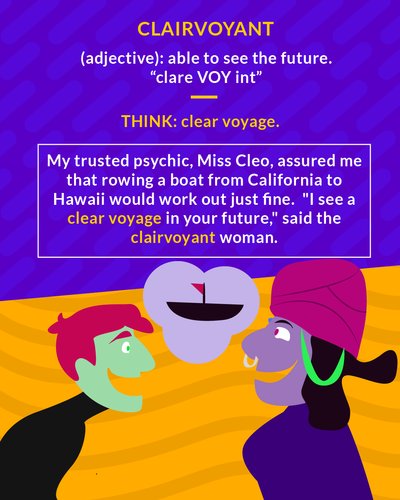 CLAIRVOYANT
(adjective): able to see the future.
“clare VOY int”
THINK: clear voyage.
My trusted psychic, Miss Cleo, assured me
that rowing a boat from California to
Hawaii would work out just fine. "I see a
clear voyage in your future," said the
clairvoyant woman.